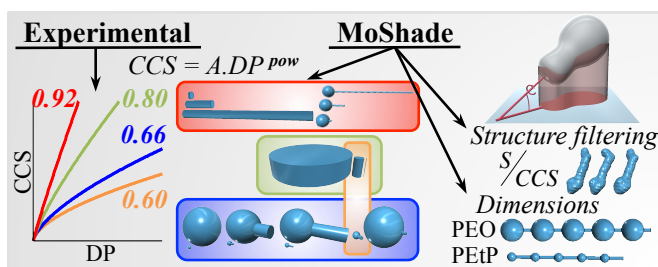 Experimental
MoShade
CCS = A.DP pow
0.92
0.80
0.66
0.60
CCS
DP
Structure filtering
S/CCS
Dimensions
PEO
PEtP